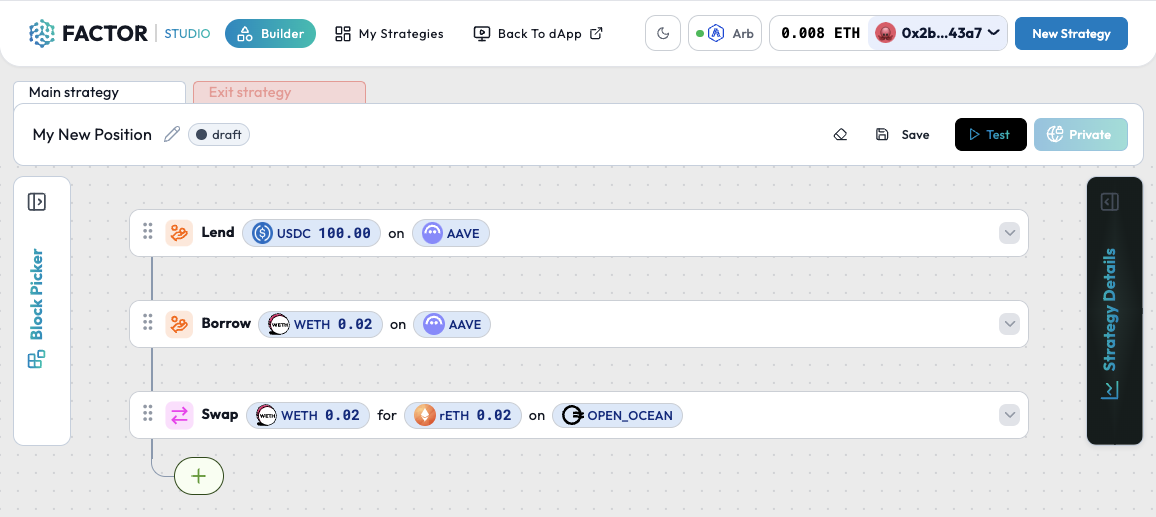 FACTOR STUDIO Builder My Strategies Back To dApp Arb 0.008 ETH 0x2b...43a7 New Strategy
Main strategy Exit strategy
My New Position draft Save Test Private
Block Picker
Lend USDC 100.00 on AAVE
Borrow WETH 0.02 on AAVE
Swap WETH 0.02 for rETH 0.02 on OPEN_OCEAN
Strategy Details